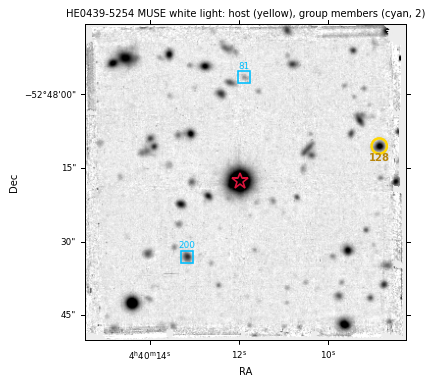 HE0439-5254 MUSE white light: host (yellow), group members (cyan, 2)
81
−52°48'00"
128
15"
Dec
200
30"
45"
4ʰ40ᵐ14ˢ 12ˢ 10ˢ
RA